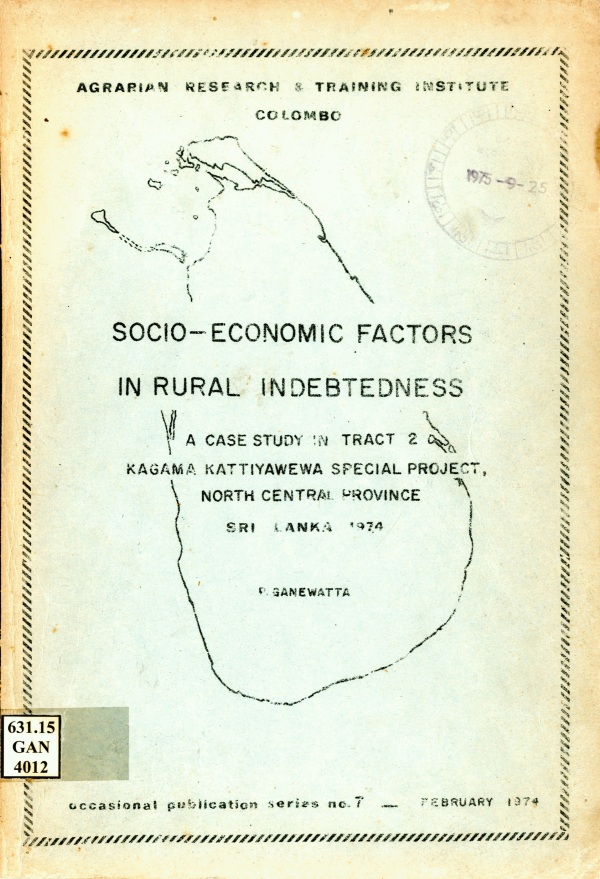 AGRARIAN RESEARCH & TRAINING INSTITUTE
COLOMBO
1975-9-25
SOCIO-ECONOMIC FACTORS
IN RURAL INDEBTEDNESS
A CASE STUDY IN TRACT 2
KAGAMA KATTIYAWEWA SPECIAL PROJECT,
NORTH CENTRAL PROVINCE
SRI LANKA 1974
P. GANEWATTA
631.15
GAN
4012
occasional publication series no.7 — FEBRUARY 1974